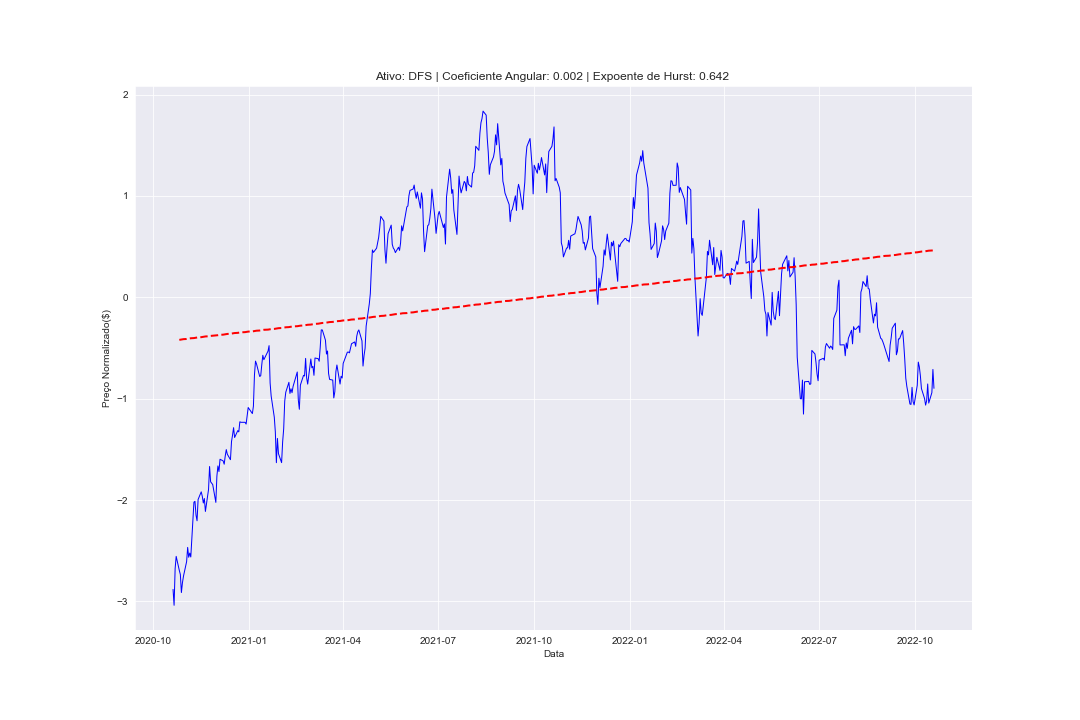 Ativo: DFS | Coeficiente Angular: 0.002 | Expoente de Hurst: 0.642
2
1
0
−1
−2
−3
Preço Normalizado($)
2020-10 2021-01 2021-04 2021-07 2021-10 2022-01 2022-04 2022-07 2022-10
Data